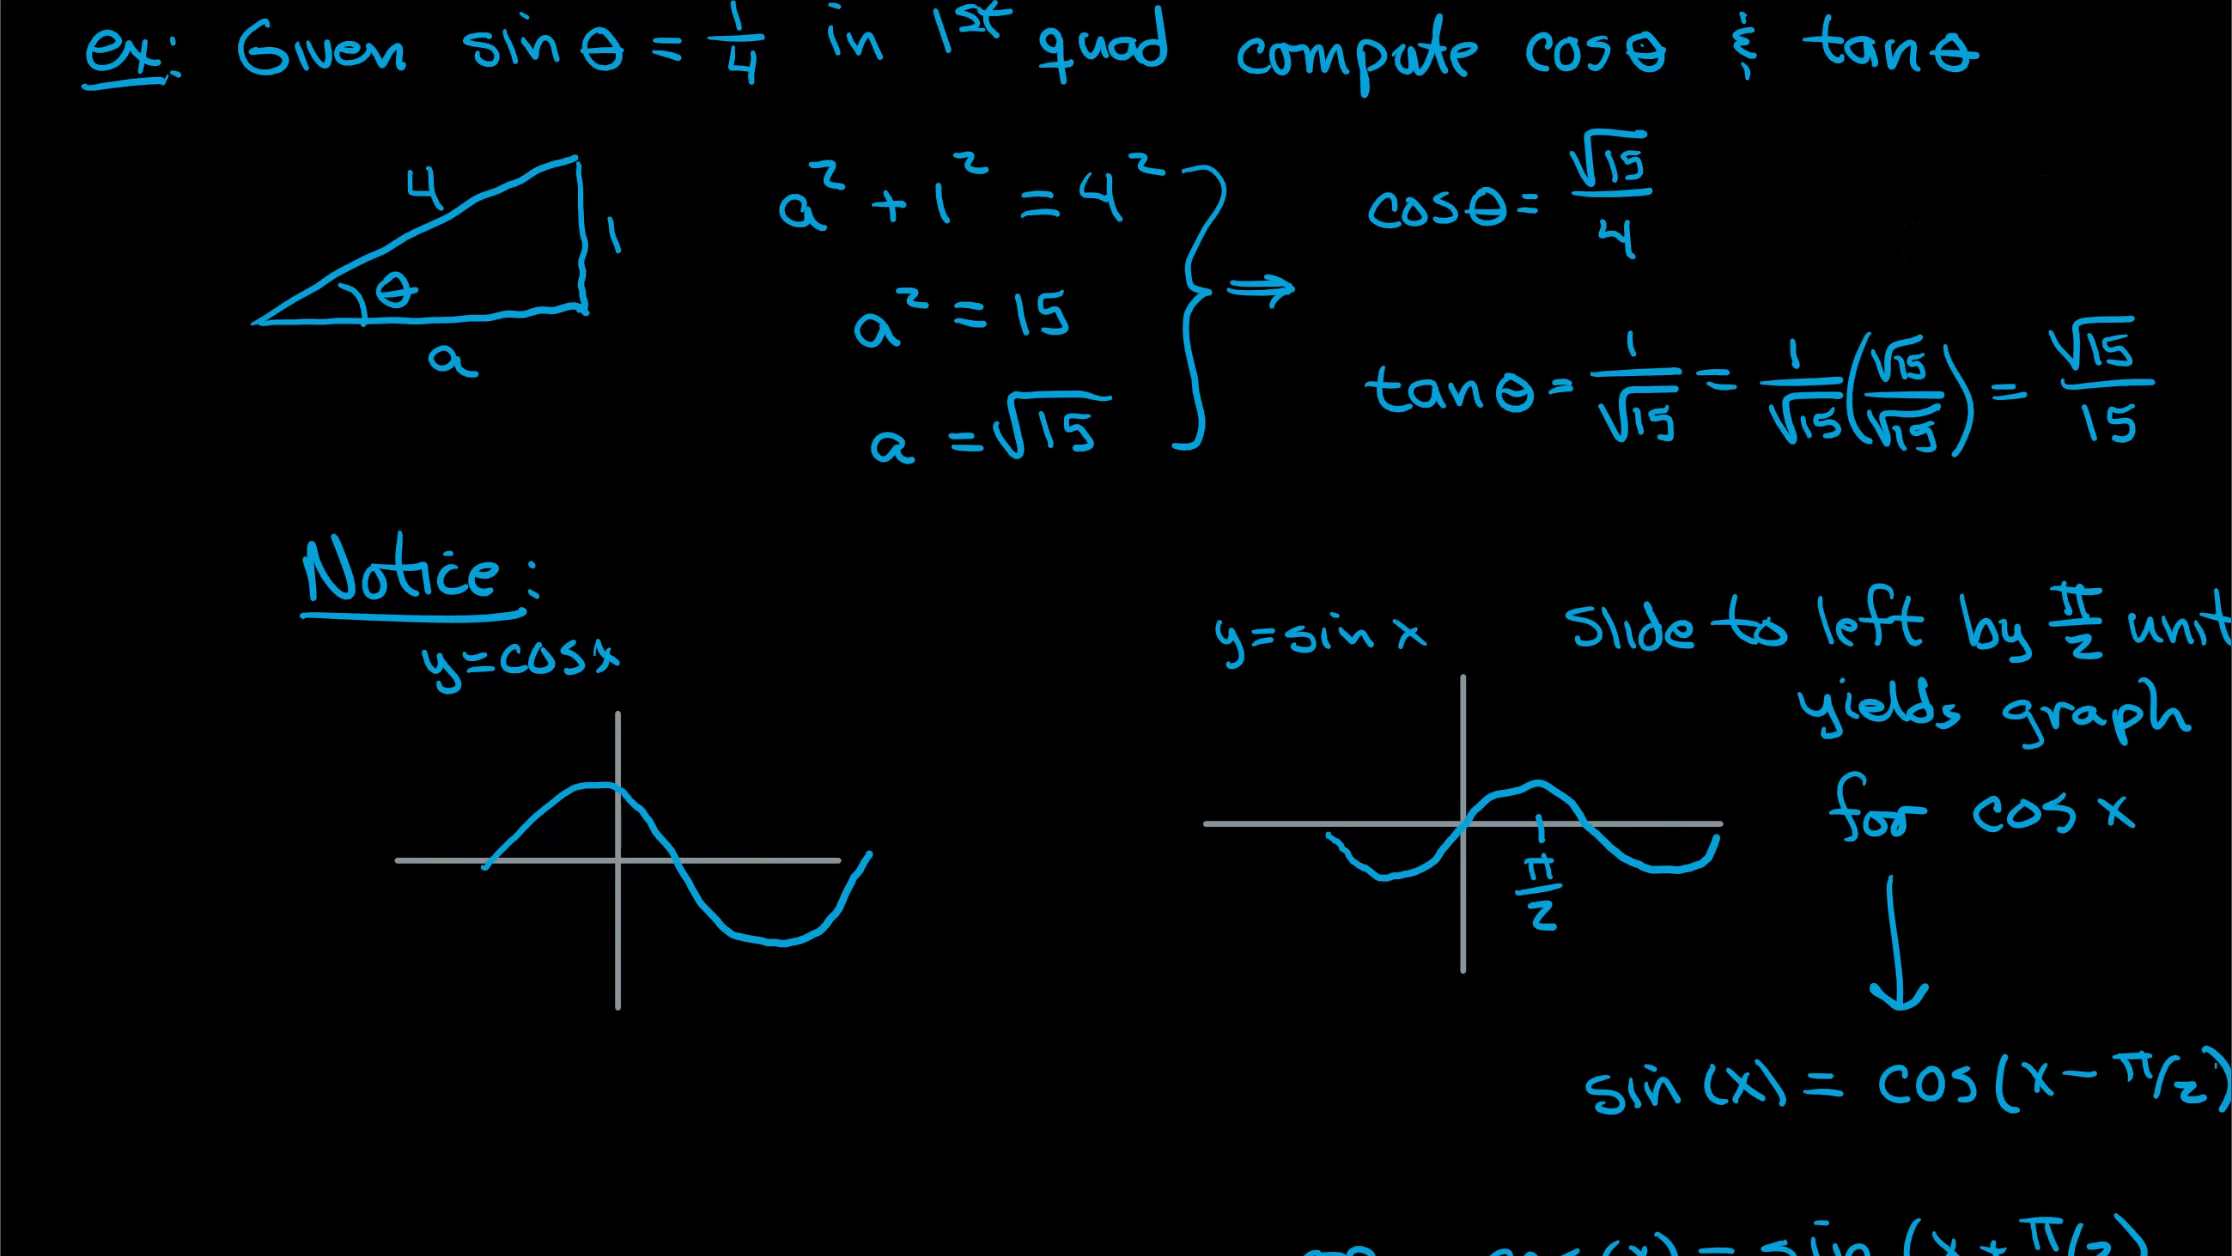 ex: Given sin θ = 1/4 in 1st quad compute cos θ & tan θ
4
1
θ
a
a² + 1² = 4²
a² = 15
a = √15
⇒
cos θ = √15/4
tan θ = 1/√15 = 1/√15 (√15/√15) = √15/15
Notice:
y = cos x
y = sin x
π/2
slide to left by π/2 unit
yields graph
for cos x
sin (x) = cos (x - π/2)
(x) = sin (x + π/2)